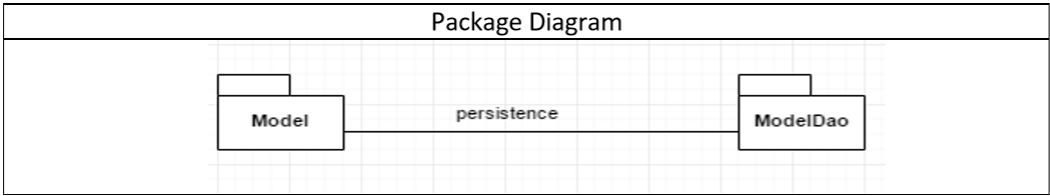 Package Diagram
persistence
Model
ModelDao